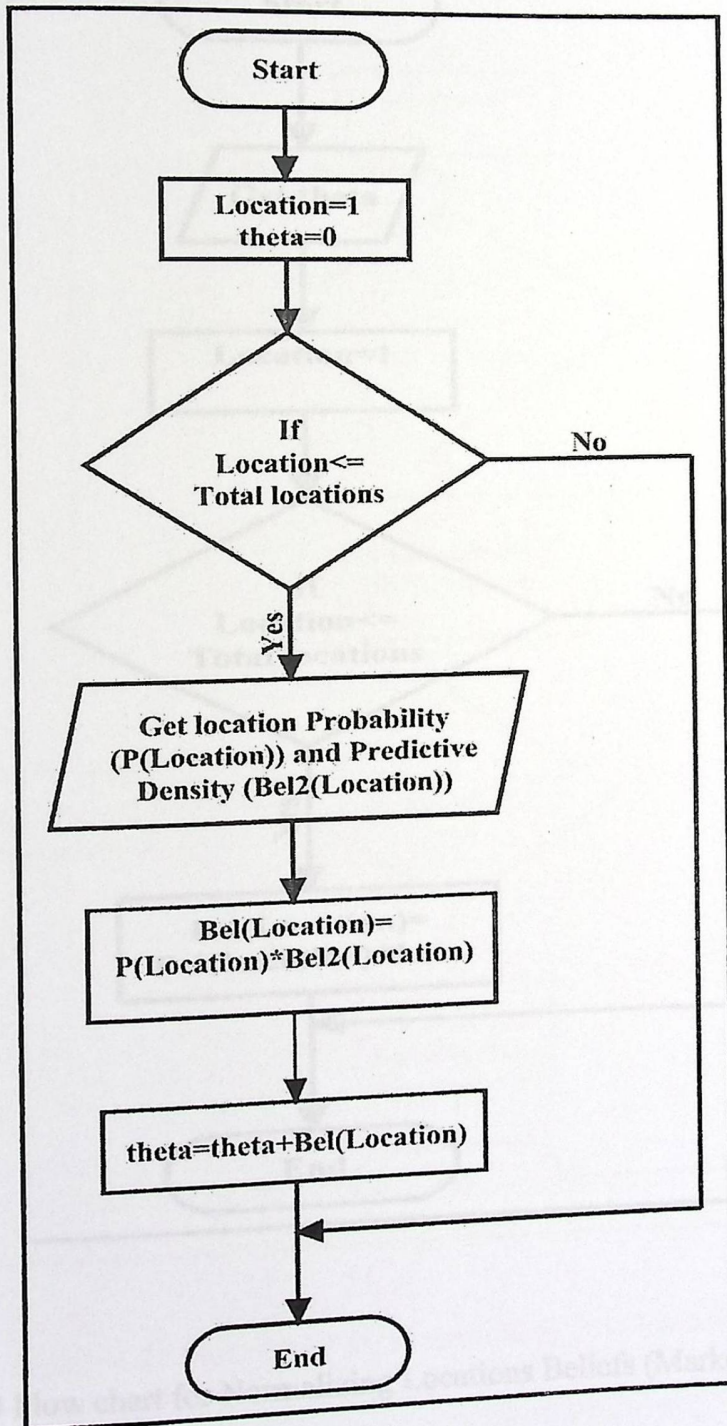 Start
Location=1
theta=0
If
Location<=
Total locations
No
Yes
Get location Probability
(P(Location)) and Predictive
Density (Bel2(Location))
Bel(Location)=
P(Location)*Bel2(Location)
theta=theta+Bel(Location)
End